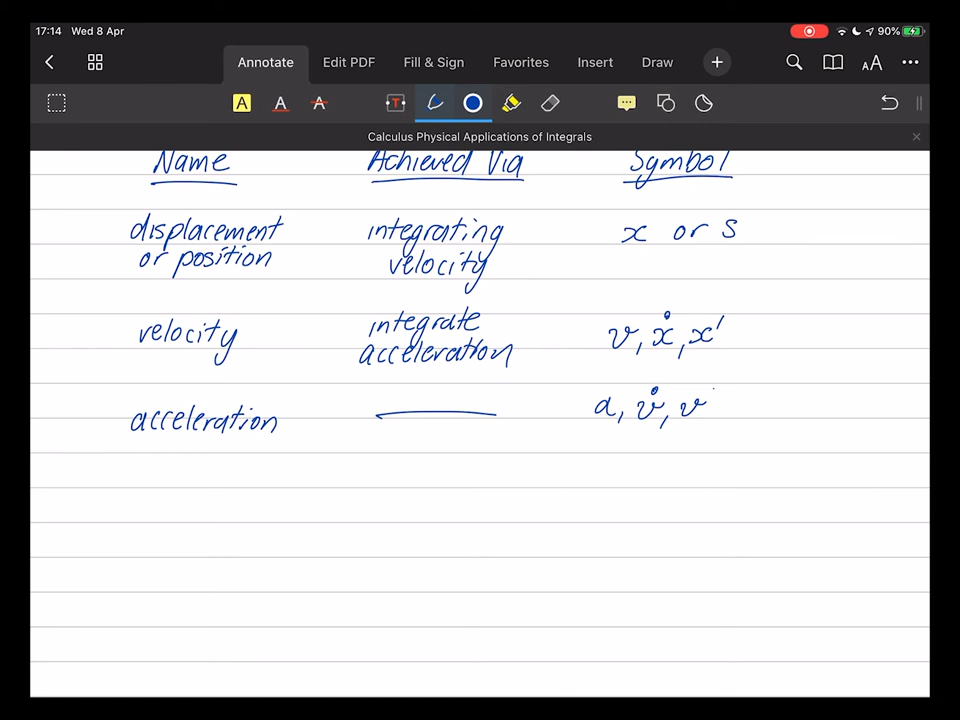 17:14 Wed 8 Apr 90%
Annotate Edit PDF Fill & Sign Favorites Insert Draw
Calculus Physical Applications of Integrals
Name Achieved Via Symbol
displacement integrating x or s
or position velocity
velocity integrate v, ẋ, x'
acceleration
acceleration a, v̇, v